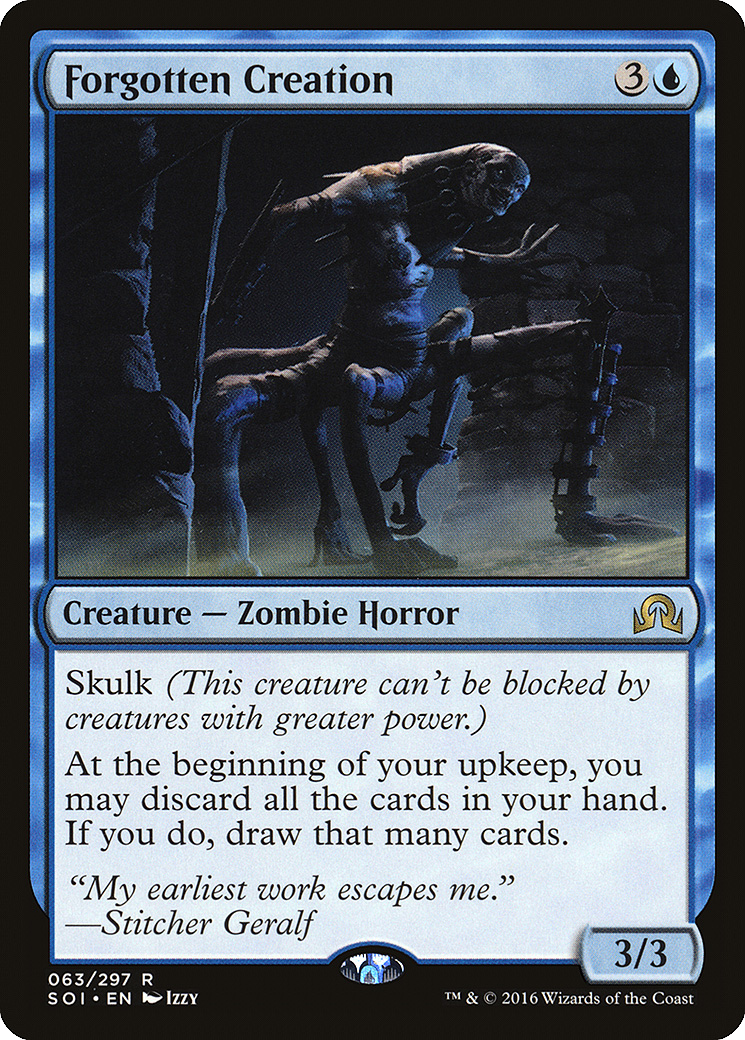 Forgotten Creation 3
Creature — Zombie Horror
Skulk (This creature can't be blocked by
creatures with greater power.)
At the beginning of your upkeep, you
may discard all the cards in your hand.
If you do, draw that many cards.
“My earliest work escapes me.”
—Stitcher Geralf
3/3
063/297 R
SOI • EN Izzy
™ & © 2016 Wizards of the Coast